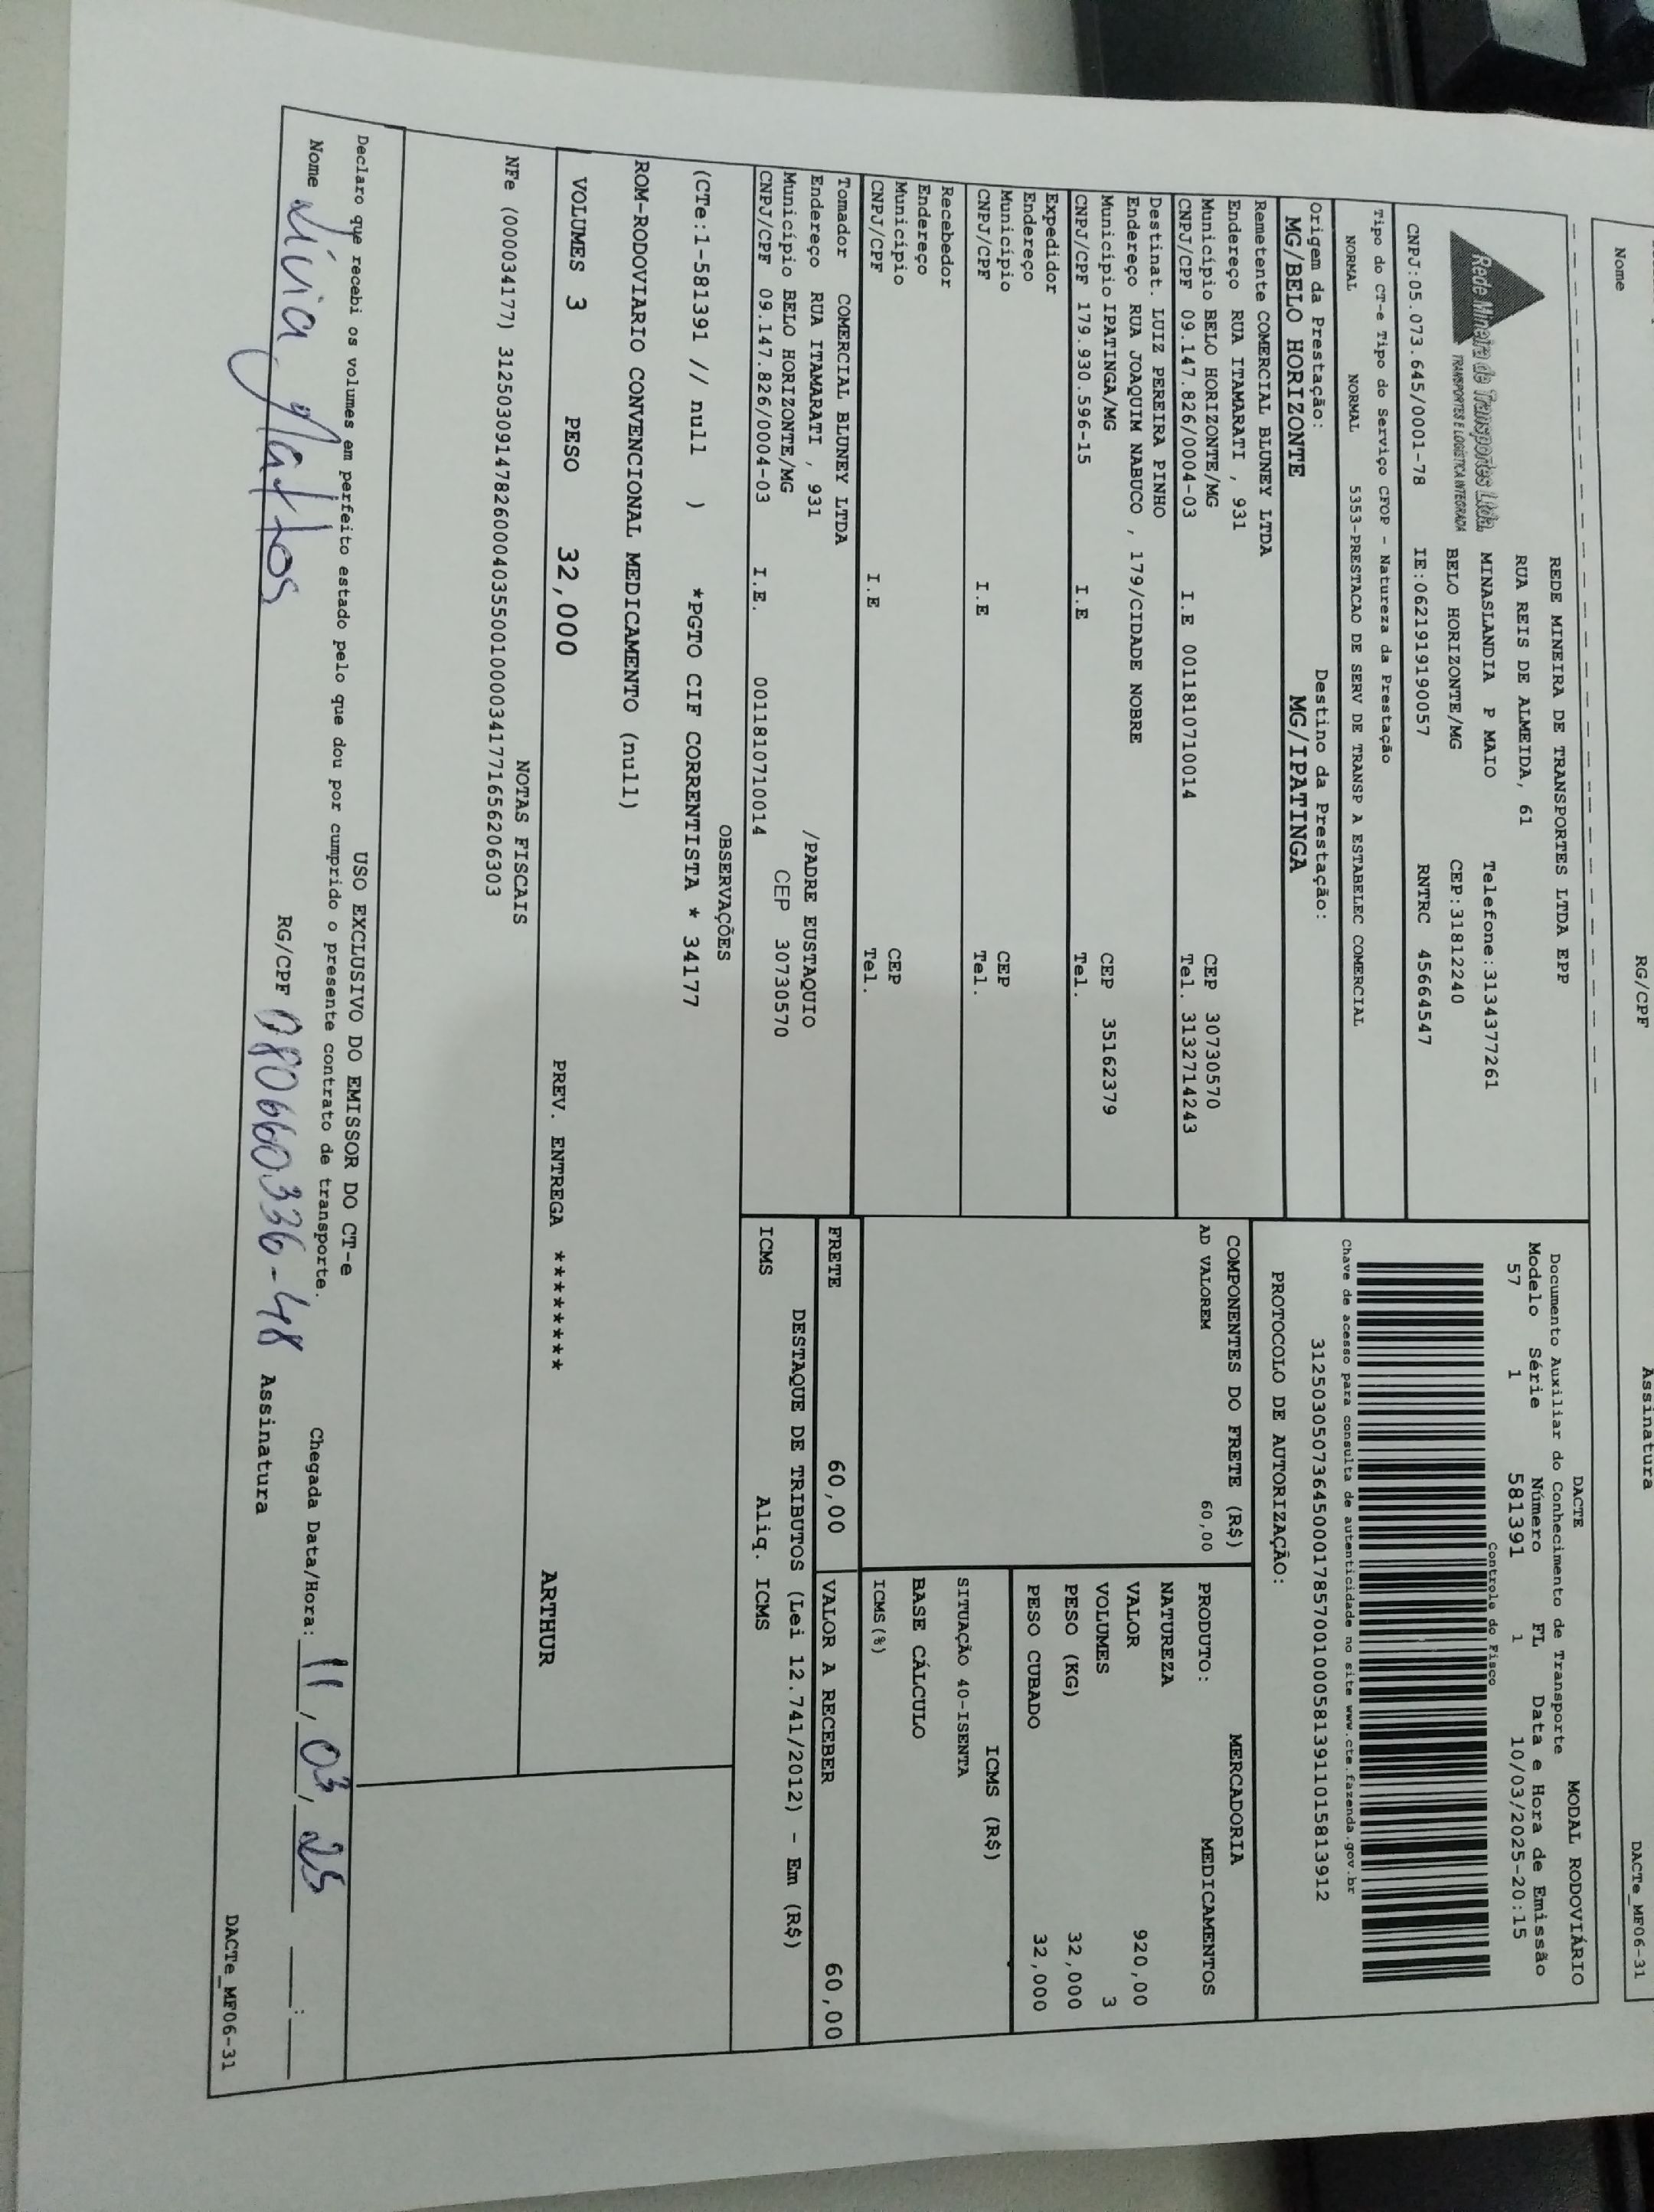 Nome RG/CPF Assinatura DACTe_MF06-31
Rede Mineira de Transportes Ltda.
TRANSPORTES E LOGÍSTICA INTEGRADA
REDE MINEIRA DE TRANSPORTES LTDA EPP
RUA REIS DE ALMEIDA, 61
MINASLANDIA P MAIO Telefone:3134377261
BELO HORIZONTE/MG CEP:31812240
CNPJ:05.073.645/0001-78 IE:0621919190057 RNTRC 45664547
DACTE MODAL RODOVIÁRIO
Documento Auxiliar do Conhecimento de Transporte
Modelo Série Número FL Data e Hora de Emissão
57 1 581391 1 10/03/2025-20:15
Controle do Fisco
Chave de acesso para consulta de autenticidade no site www.cte.fazenda.gov.br
31250305073645000178570010005813911015813912
PROTOCOLO DE AUTORIZAÇÃO:
Tipo do CT-e Tipo do Serviço CFOP - Natureza da Prestação
NORMAL NORMAL 5353-PRESTACAO DE SERV DE TRANSP A ESTABELEC COMERCIAL
Origem da Prestação: Destino da Prestação:
MG/BELO HORIZONTE MG/IPATINGA
Remetente COMERCIAL BLUNEY LTDA
Endereço RUA ITAMARATI , 931
Município BELO HORIZONTE/MG CEP 30730570
CNPJ/CPF 09.147.826/0004-03 I.E 0011810710014 Tel. 3132714243
Destinat. LUIZ PEREIRA PINHO
Endereço RUA JOAQUIM NABUCO , 179/CIDADE NOBRE
Município IPATINGA/MG CEP 35162379
CNPJ/CPF 179.930.596-15 I.E Tel.
Expedidor
Endereço
Município CEP
CNPJ/CPF I.E Tel.
Recebedor
Endereço
Município CEP
CNPJ/CPF I.E Tel.
Tomador COMERCIAL BLUNEY LTDA
Endereço RUA ITAMARATI , 931 /PADRE EUSTAQUIO
Município BELO HORIZONTE/MG CEP 30730570
CNPJ/CPF 09.147.826/0004-03 I.E. 0011810710014
COMPONENTES DO FRETE (R$)
AD VALOREM 60,00
MERCADORIA
PRODUTO: MEDICAMENTOS
NATUREZA
VALOR 920,00
VOLUMES 3
PESO (KG) 32,000
PESO CUBADO 32,000
ICMS (R$)
SITUAÇÃO 40-ISENTA
BASE CÁLCULO
ICMS(%)
FRETE 60,00 VALOR A RECEBER 60,00
DESTAQUE DE TRIBUTOS (Lei 12.741/2012) - Em (R$)
ICMS Aliq. ICMS
OBSERVAÇÕES
(CTe:1-581391 // null ) *PGTO CIF CORRENTISTA * 34177
ROM-RODOVIARIO CONVENCIONAL MEDICAMENTO (null)
VOLUMES 3 PESO 32,000 PREV. ENTREGA ******** ARTHUR
NOTAS FISCAIS
NFe (000034177) 31250309147826000403550010000341771656206303
USO EXCLUSIVO DO EMISSOR DO CT-e
Declaro que recebi os volumes em perfeito estado pelo que dou por cumprido o presente contrato de transporte.
Chegada Data/Hora: 11/03/25 __:__
Nome Lívia Mattos RG/CPF 080660336-48 Assinatura
DACTe_MF06-31